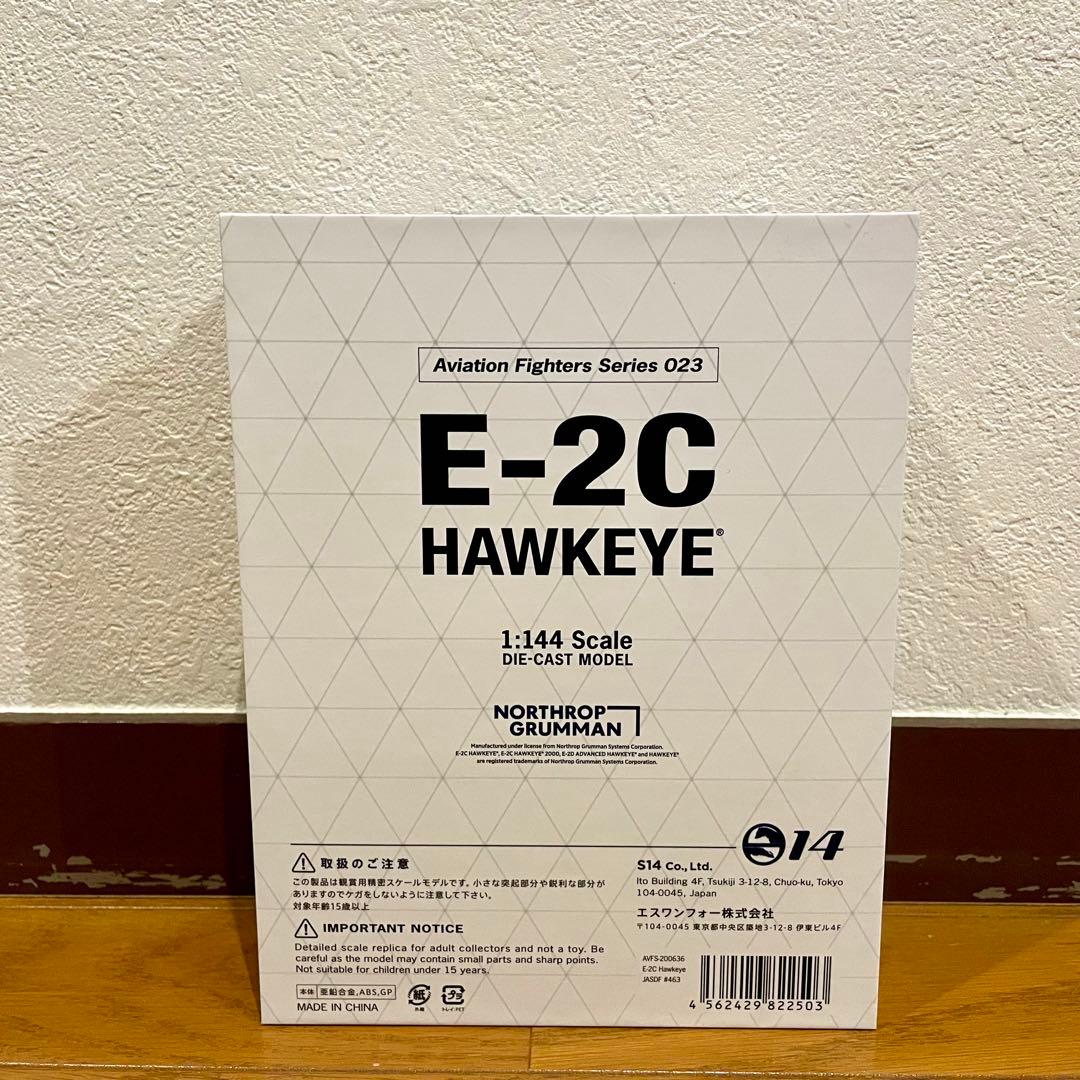 Aviation Fighters Series 023
E-2C
HAWKEYE®
1:144 Scale
DIE-CAST MODEL
NORTHROP
GRUMMAN
Manufactured under license from Northrop Grumman Systems Corporation.
E-2C HAWKEYE®, E-2C HAWKEYE® 2000, E-2D ADVANCED HAWKEYE® and HAWKEYE®
are registered trademarks of Northrop Grumman Systems Corporation.
14
取扱のご注意
この製品は観賞用精密スケールモデルです。小さな突起部分や鋭利な部分が
ありますのでケガをしないように注意して下さい。
対象年齢15歳以上
IMPORTANT NOTICE
Detailed scale replica for adult collectors and not a toy. Be
careful as the model may contain small parts and sharp points.
Not suitable for children under 15 years.
本体 亜鉛合金,ABS,GP
MADE IN CHINA
紙
外箱
プラ
トレイ:PET
S14 Co., Ltd.
Ito Building 4F, Tsukiji 3-12-8, Chuo-ku, Tokyo
104-0045, Japan
エスワンフォー株式会社
〒104-0045 東京都中央区築地3-12-8 伊東ビル4F
AVFS-200636
E-2C Hawkeye
JASDF #463
4 562429 822503